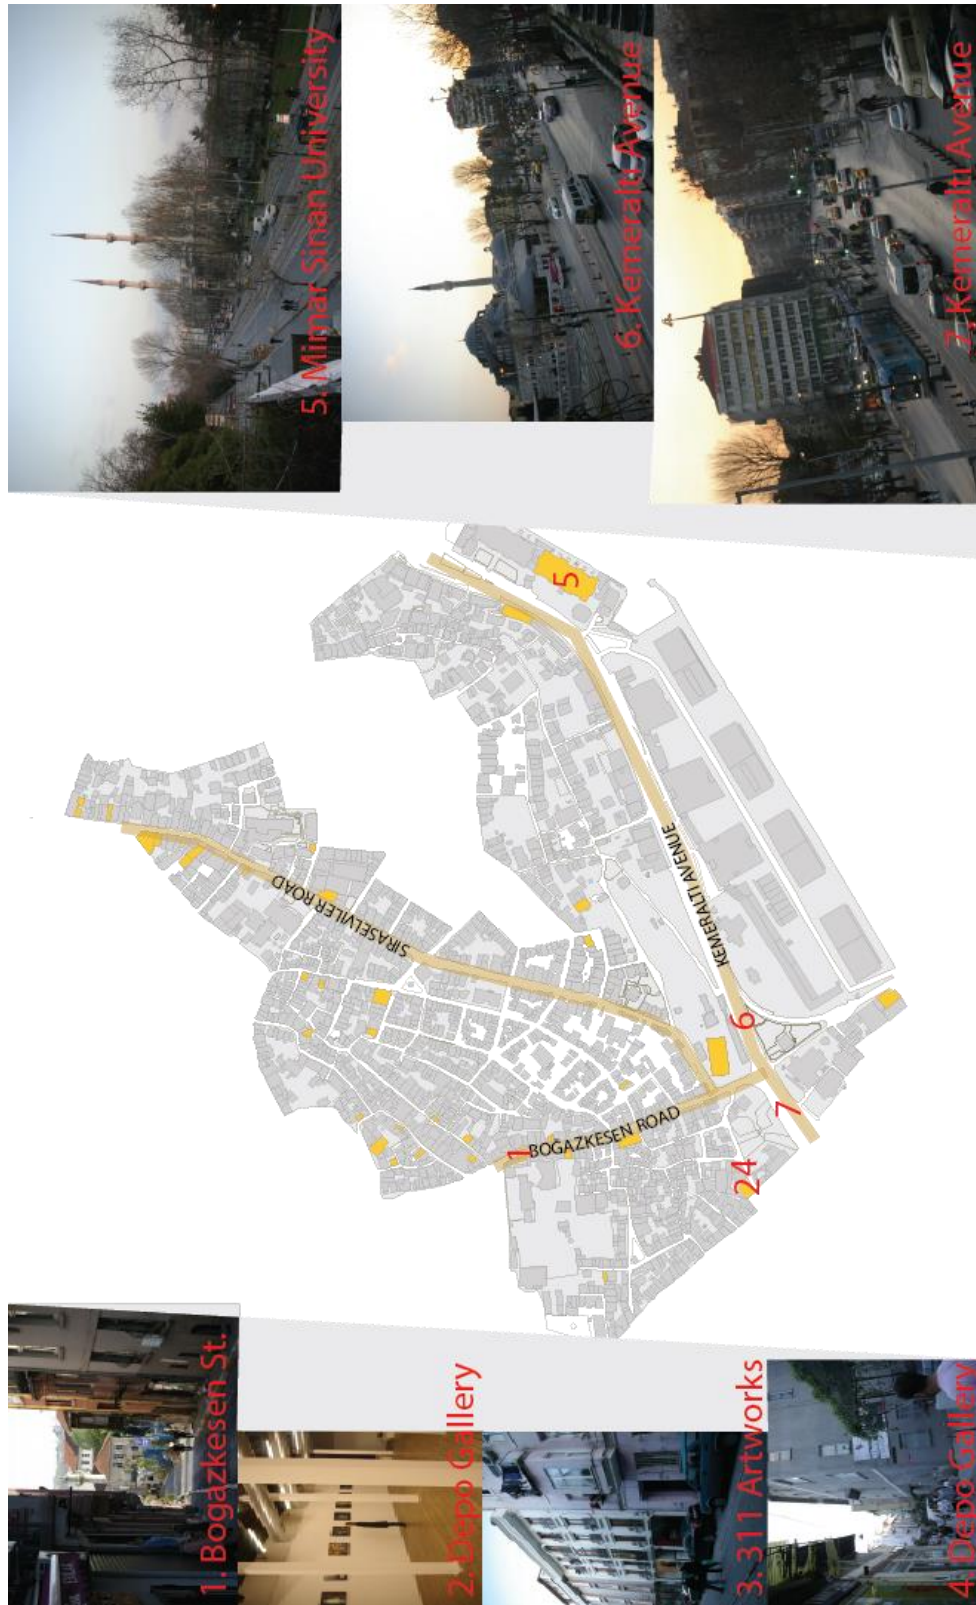 1. Bogazkesen St.
2. Depo Gallery
3. 311 Artworks
4. Depo Gallery
SIRASELVILER ROAD
BOGAZKESEN ROAD
KEMERALTI AVENUE
1
24
7
6
5
5. Mimar Sinan University
6. Kemeraltı Avenue
7. Kemeraltı Avenue